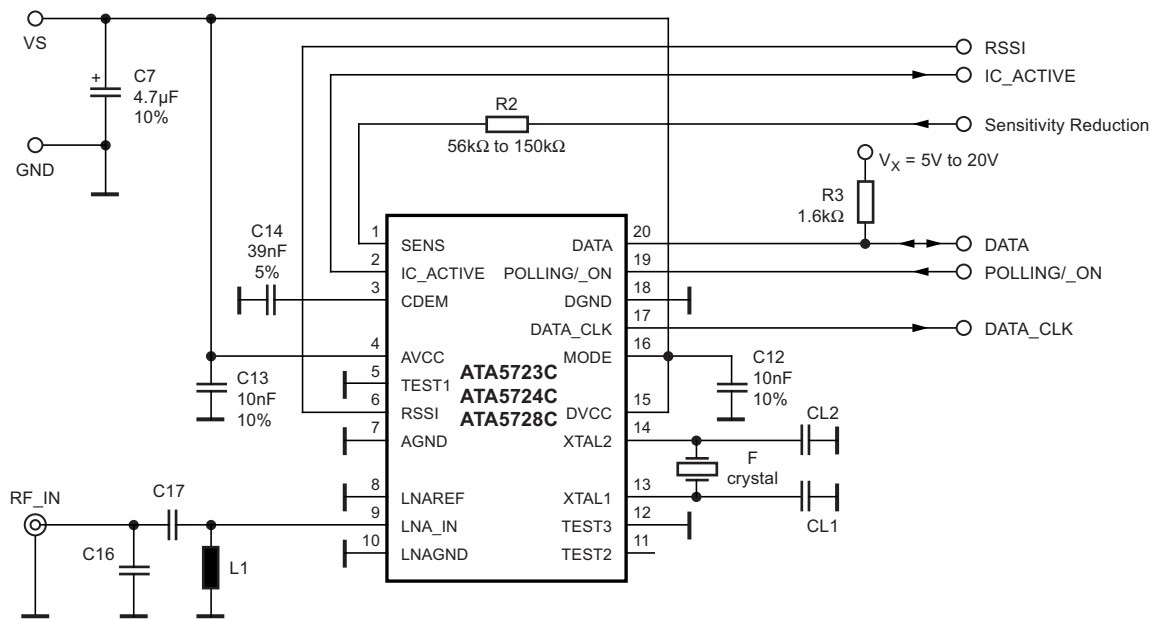 VS
C7
4.7µF
10%
+
GND
RSSI
IC_ACTIVE
R2
56kΩ to 150kΩ
Sensitivity Reduction
VX = 5V to 20V
R3
1.6kΩ
C14
39nF
5%
1
SENS
DATA
20
DATA
2
IC_ACTIVE
POLLING/_ON
19
POLLING/_ON
3
CDEM
DGND
18
DATA_CLK
17
DATA_CLK
4
AVCC
MODE
16
C13
10nF
10%
5
TEST1
ATA5723C
ATA5724C
ATA5728C
C12
10nF
10%
6
RSSI
DVCC
15
7
AGND
XTAL2
14
CL2
F
crystal
RF_IN
C17
8
LNAREF
XTAL1
13
CL1
9
LNA_IN
TEST3
12
C16
L1
10
LNAGND
TEST2
11